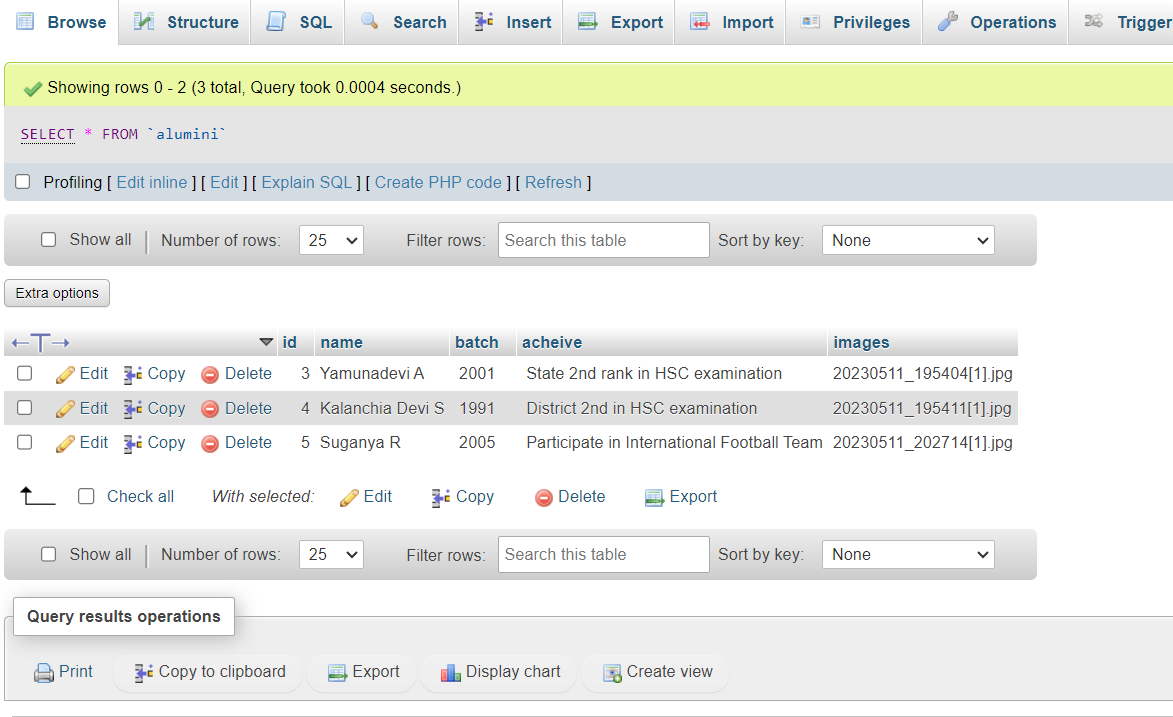 Browse Structure SQL Search Insert Export Import Privileges Operations Trigger
Showing rows 0 - 2 (3 total, Query took 0.0004 seconds.)
SELECT * FROM `alumini`
Profiling [ Edit inline ] [ Edit ] [ Explain SQL ] [ Create PHP code ] [ Refresh ]
Show all Number of rows: 25 Filter rows: Search this table Sort by key: None
Extra options
←T→ id name batch acheive images
Edit Copy Delete 3 Yamunadevi A 2001 State 2nd rank in HSC examination 20230511_195404[1].jpg
Edit Copy Delete 4 Kalanchia Devi S 1991 District 2nd in HSC examination 20230511_195411[1].jpg
Edit Copy Delete 5 Suganya R 2005 Participate in International Football Team 20230511_202714[1].jpg
Check all With selected: Edit Copy Delete Export
Show all Number of rows: 25 Filter rows: Search this table Sort by key: None
Query results operations
Print Copy to clipboard Export Display chart Create view